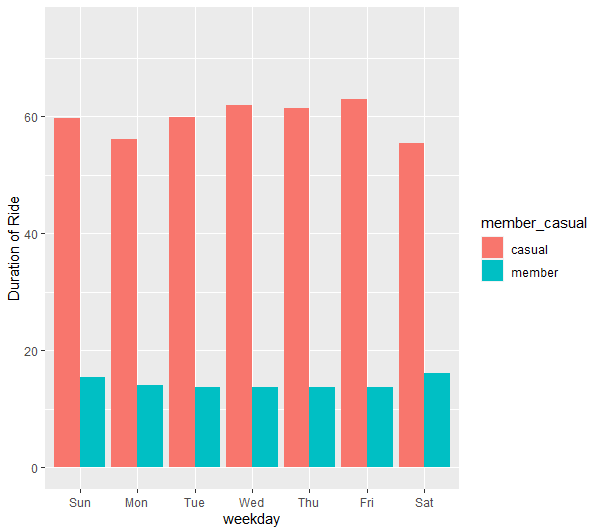 Duration of Ride
60
40
20
0
Sun Mon Tue Wed Thu Fri Sat
weekday
member_casual
casual
member